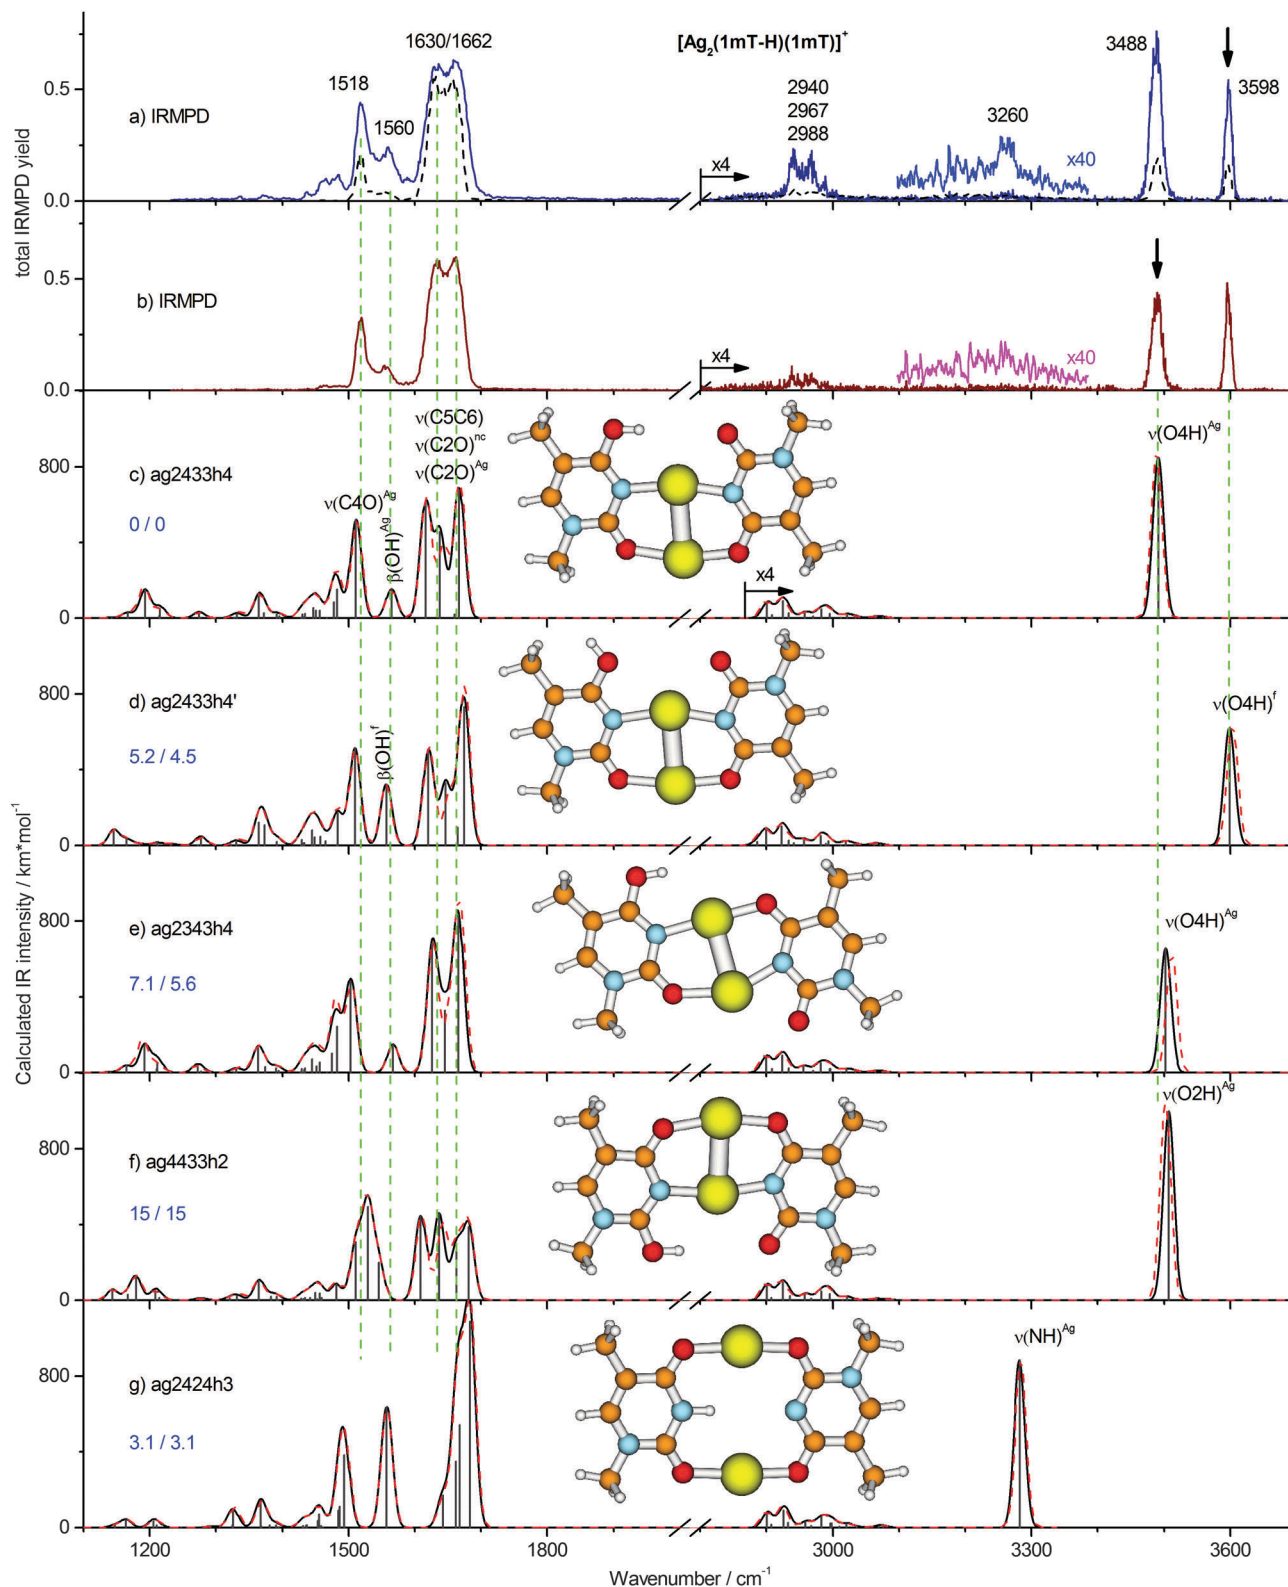 [Ag₂(1mT-H)(1mT)]⁺
total IRMPD yield
0.5
0.0
a) IRMPD
1518
1560
1630/1662
x4
2940
2967
2988
3260
x40
3488
3598
0.5
0.0
b) IRMPD
x4
x40
Calculated IR intensity / km*mol⁻¹
800
0
c) ag2433h4
0 / 0
ν(C4O)ᴬᵍ
β(OH)ᴬᵍ
ν(C5C6)
ν(C2O)ⁿᶜ
ν(C2O)ᴬᵍ
x4
ν(O4H)ᴬᵍ
800
0
d) ag2433h4'
5.2 / 4.5
β(OH)ᶠ
ν(O4H)ᶠ
800
0
e) ag2343h4
7.1 / 5.6
ν(O4H)ᴬᵍ
800
0
f) ag4433h2
15 / 15
ν(O2H)ᴬᵍ
800
0
g) ag2424h3
3.1 / 3.1
ν(NH)ᴬᵍ
1200 1500 1800 3000 3300 3600
Wavenumber / cm⁻¹